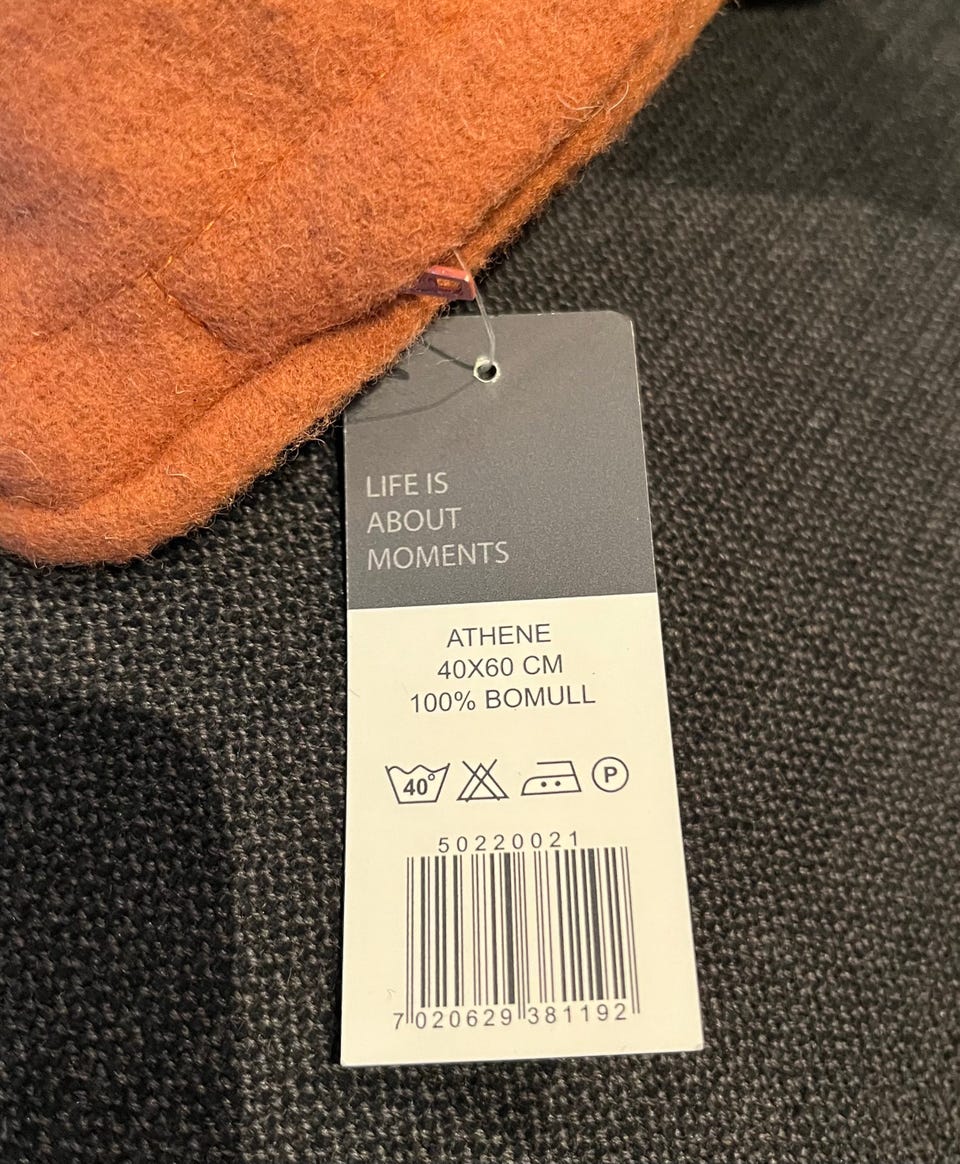 LIFE IS
ABOUT
MOMENTS
ATHENE
40X60 CM
100% BOMULL
40° P
50220021
7 020629 381192